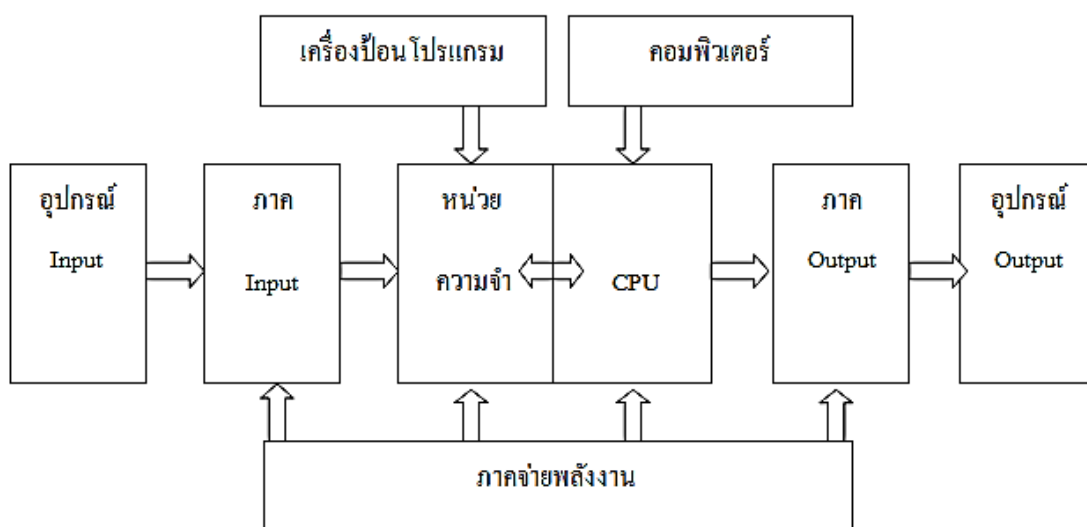 เครื่องป้อนโปรแกรม
คอมพิวเตอร์
อุปกรณ์
Input
ภาค
Input
หน่วย
ความจำ
CPU
ภาค
Output
อุปกรณ์
Output
ภาคจ่ายพลังงาน